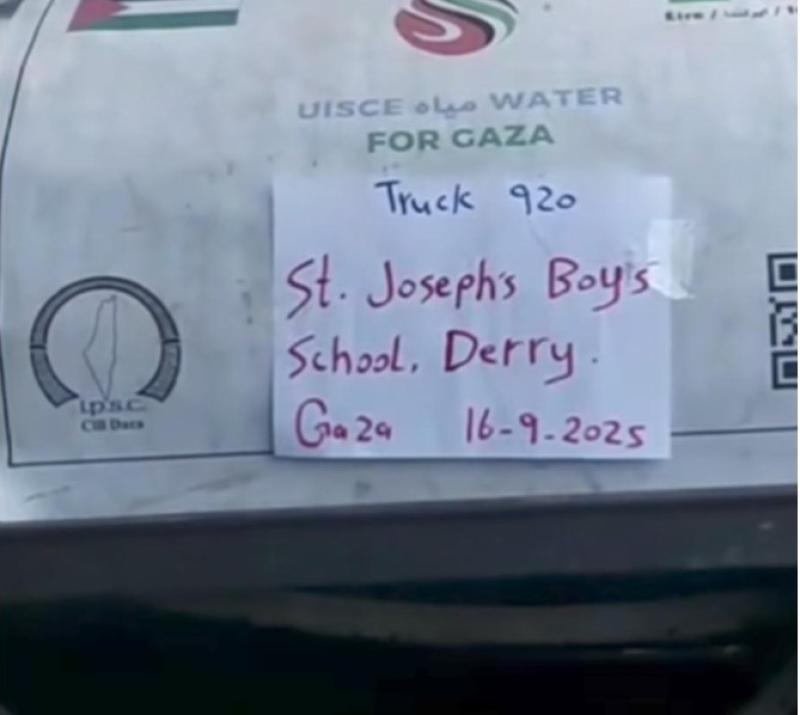 UISCE مياه WATER
FOR GAZA
Truck 920
St. Joseph's Boy's
School, Derry.
Gaza 16-9-2025
I.P.S.C.
Cill Dara